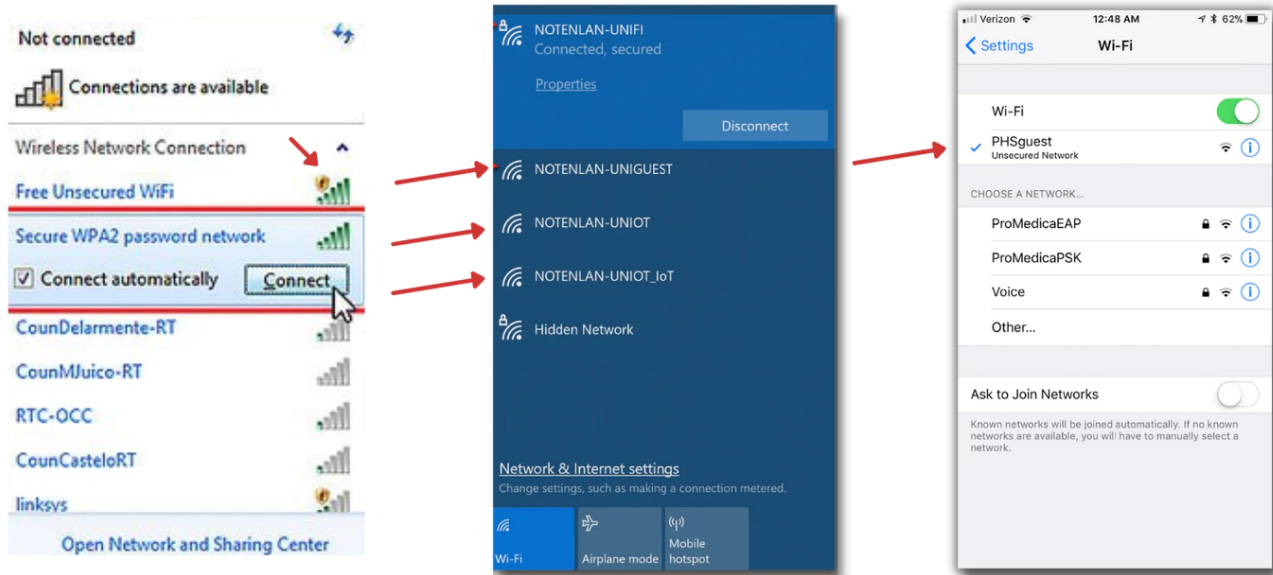 Not connected
Connections are available
Wireless Network Connection
Free Unsecured WiFi
Secure WPA2 password network
Connect automatically
Connect
CounDelarmente-RT
CounMJuico-RT
RTC-OCC
CounCasteloRT
linksys
Open Network and Sharing Center
NOTENLAN-UNIFI
Connected, secured
Properties
Disconnect
NOTENLAN-UNIGUEST
NOTENLAN-UNIOT
NOTENLAN-UNIOT_IoT
Hidden Network
Network & Internet settings
Change settings, such as making a connection metered.
Wi-Fi
Airplane mode
Mobile
hotspot
Verizon 12:48 AM 62%
Settings Wi-Fi
Wi-Fi
PHSguest
Unsecured Network
CHOOSE A NETWORK...
ProMedicaEAP
ProMedicaPSK
Voice
Other...
Ask to Join Networks
Known networks will be joined automatically. If no known
networks are available, you will have to manually select a
network.